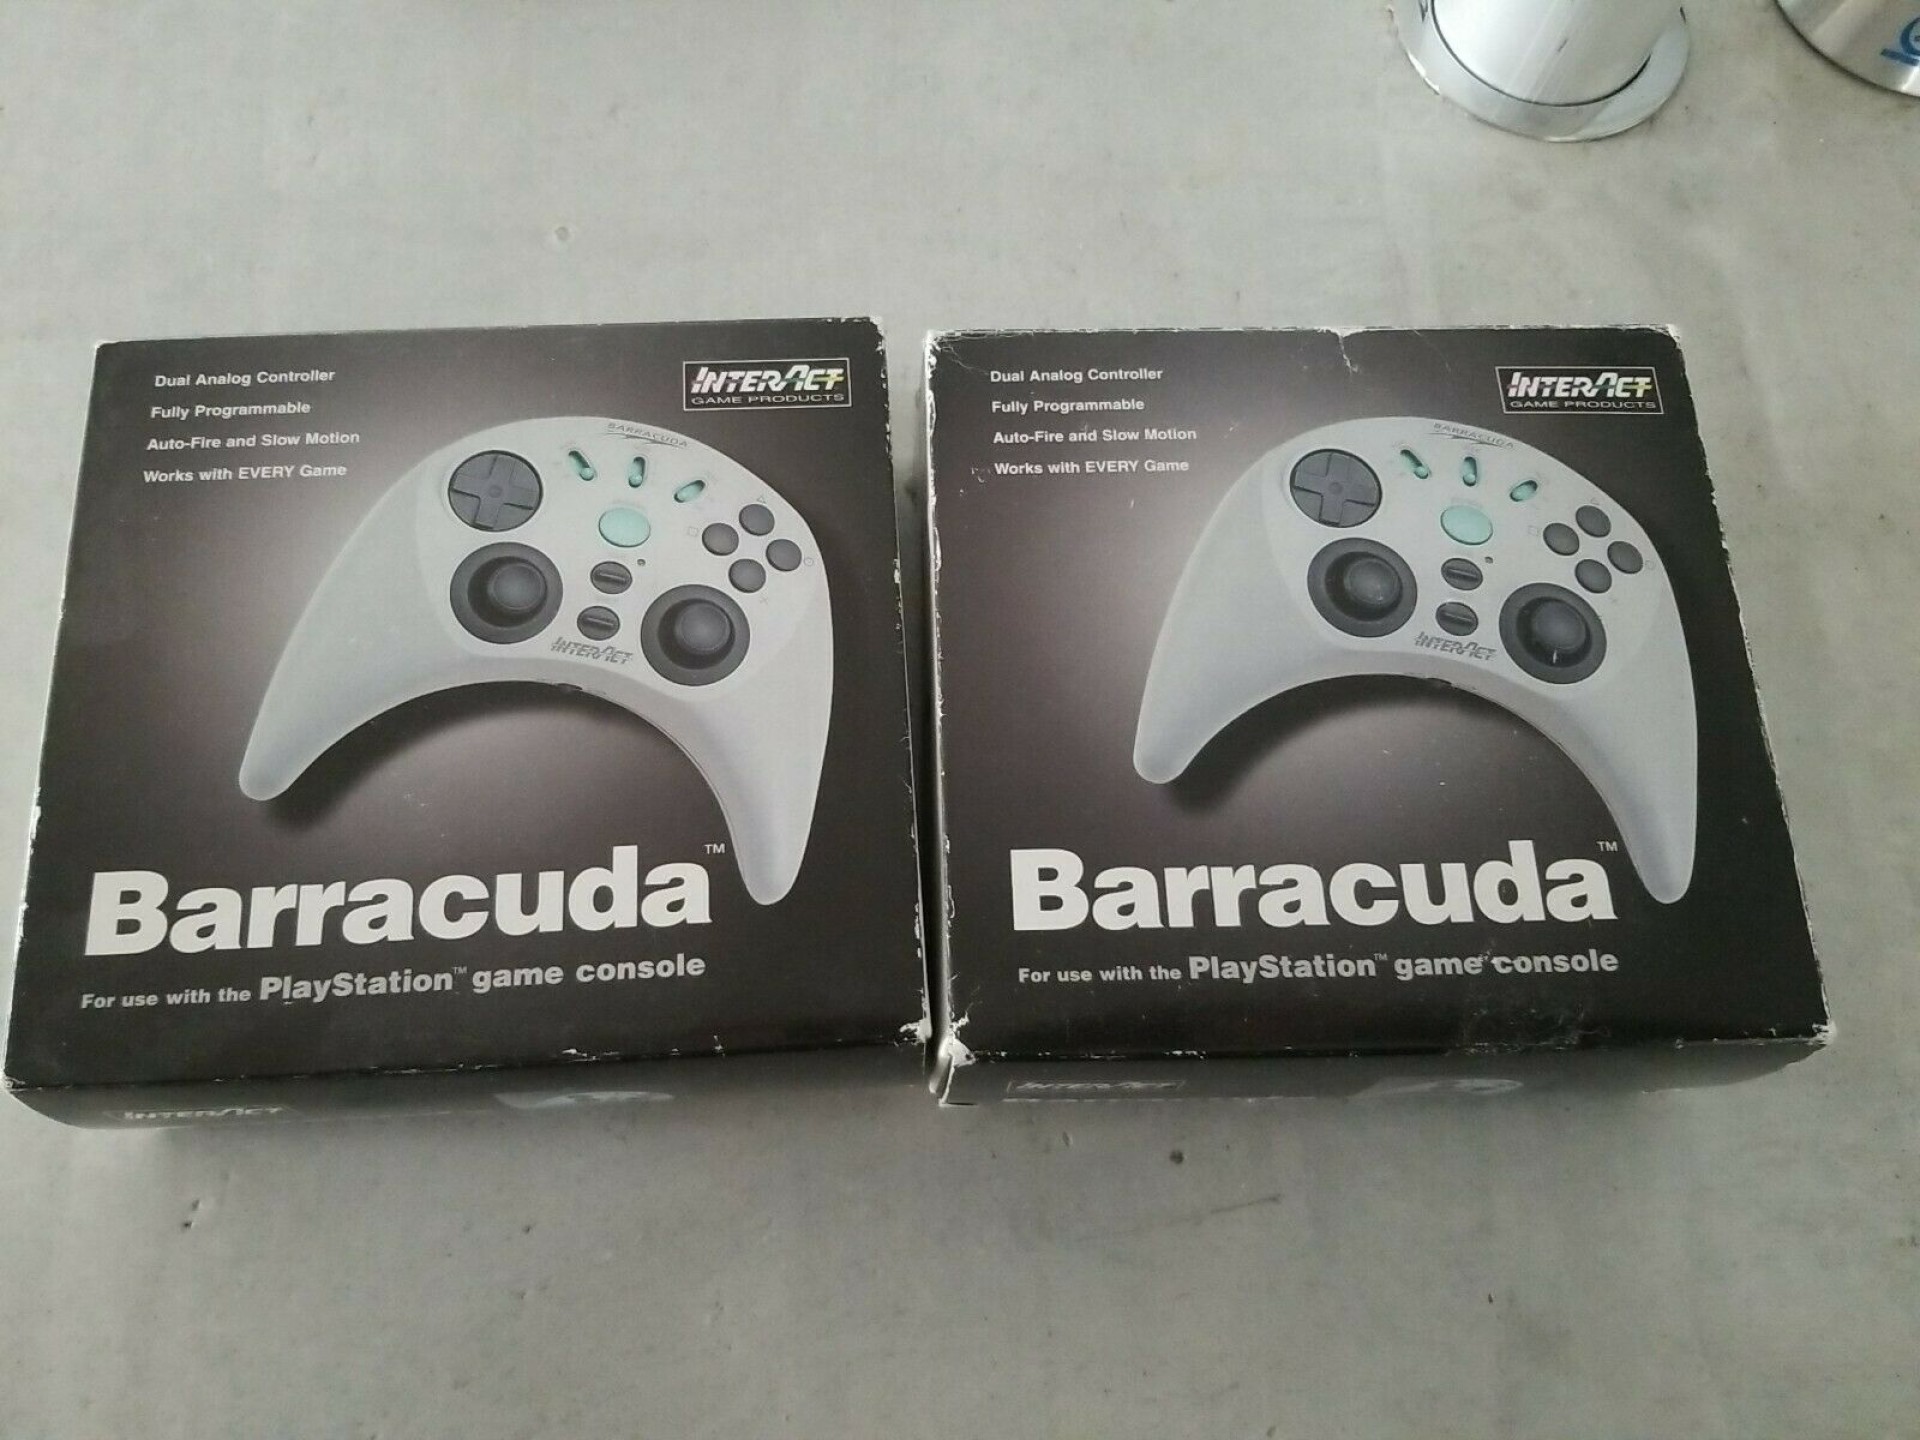 Dual Analog Controller
Fully Programmable
Auto-Fire and Slow Motion
Works with EVERY Game
INTERACT
GAME PRODUCTS
BARRACUDA
INTERACT
Barracuda™
For use with the PlayStation™ game console
INTERACT
Dual Analog Controller
Fully Programmable
Auto-Fire and Slow Motion
Works with EVERY Game
INTERACT
GAME PRODUCTS
BARRACUDA
INTERACT
Barracuda™
For use with the PlayStation™ game console
INTERACT